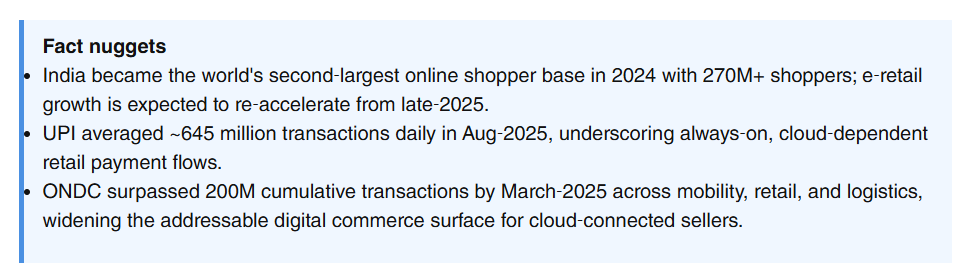 Fact nuggets
• India became the world's second-largest online shopper base in 2024 with 270M+ shoppers; e-retail
growth is expected to re-accelerate from late-2025.
• UPI averaged ~645 million transactions daily in Aug-2025, underscoring always-on, cloud-dependent
retail payment flows.
• ONDC surpassed 200M cumulative transactions by March-2025 across mobility, retail, and logistics,
widening the addressable digital commerce surface for cloud-connected sellers.